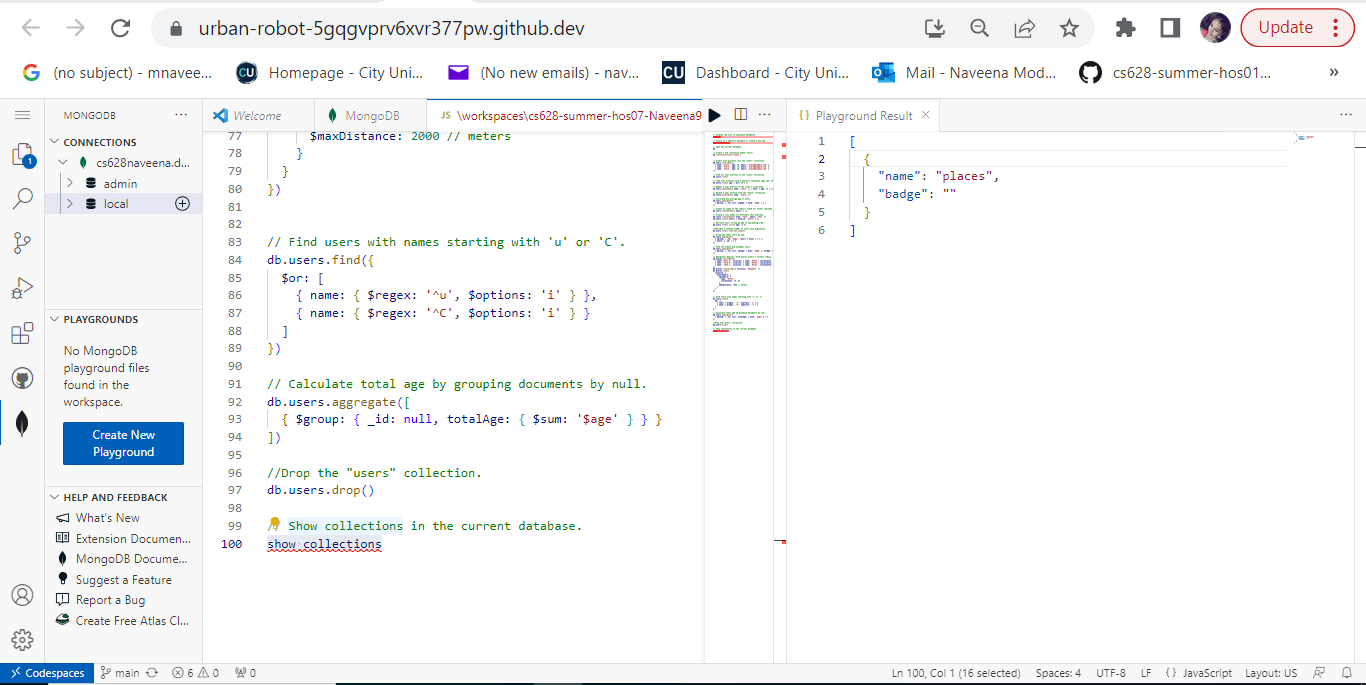 urban-robot-5gqgvprv6xvr377pw.github.dev
Update
(no subject) - mnavee...
CU
Homepage - City Uni...
(No new emails) - nav...
CU
Dashboard - City Uni...
Mail - Naveena Mod...
cs628-summer-hos01...
»
MONGODB
CONNECTIONS
cs628naveena.d...
admin
local
PLAYGROUNDS
No MongoDB
playground files
found in the
workspace.
Create New
Playground
HELP AND FEEDBACK
What's New
Extension Documen...
MongoDB Docume...
Suggest a Feature
Report a Bug
Create Free Atlas Cl...
1
Welcome
MongoDB
JS \workspaces\cs628-summer-hos07-Naveena9
77 $maxDistance: 2000 // meters
78 }
79 }
80 })
81
82
83 // Find users with names starting with 'u' or 'C'.
84 db.users.find({
85 $or: [
86 { name: { $regex: '^u', $options: 'i' } },
87 { name: { $regex: '^C', $options: 'i' } }
88 ]
89 })
90
91 // Calculate total age by grouping documents by null.
92 db.users.aggregate([
93 { $group: { _id: null, totalAge: { $sum: '$age' } } }
94 ])
95
96 //Drop the "users" collection.
97 db.users.drop()
98
99 / Show collections in the current database.
100 show collections
{ } Playground Result
1 [
2 {
3 "name": "places",
4 "badge": ""
5 }
6 ]
Codespaces
main
6
0
0
Ln 100, Col 1 (16 selected)
Spaces: 4
UTF-8
LF
{ } JavaScript
Layout: US